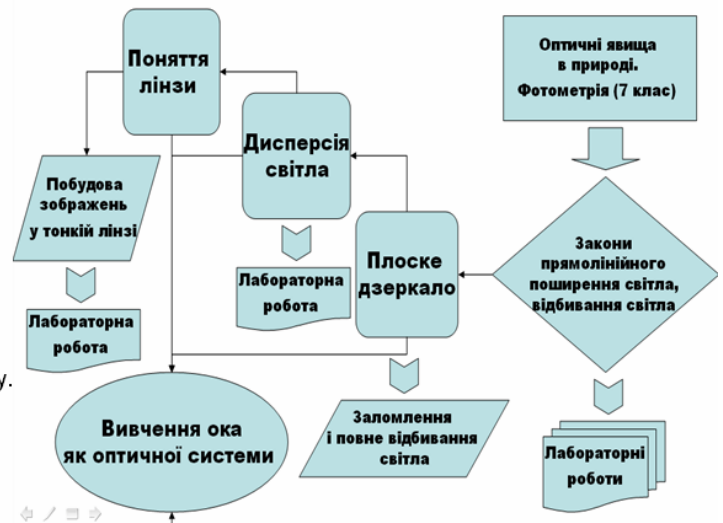 Поняття
лінзи
Оптичні явища
в природі.
Фотометрія (7 клас)
Дисперсія
світла
Побудова
зображень
у тонкій лінзі
Плоске
дзеркало
Закони
прямолінійного
поширення світла,
відбивання світла
Лабораторна
робота
Лабораторна
робота
у.
Вивчення ока
як оптичної системи
Заломлення
і повне відбивання
світла
Лабораторні
роботи